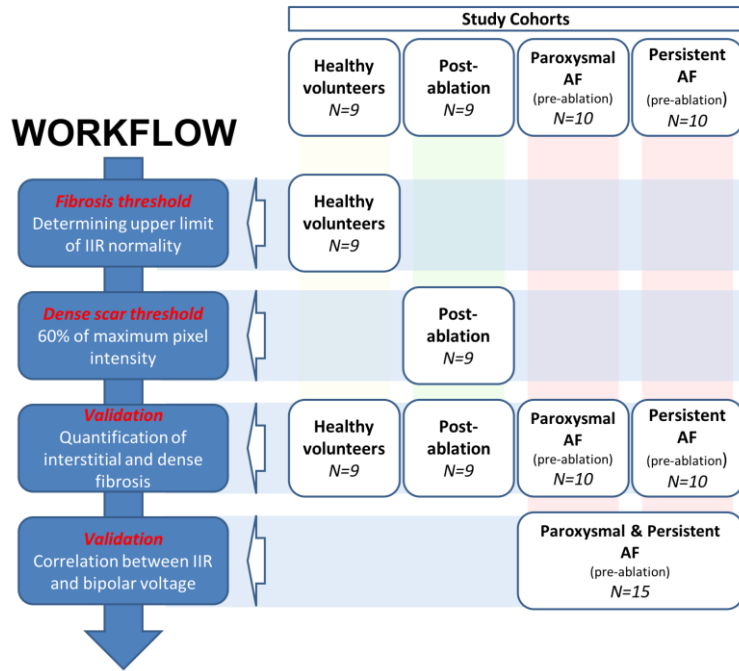 Study Cohorts
Healthy
volunteers
N=9
Post-
ablation
N=9
Paroxysmal
AF
(pre-ablation)
N=10
Persistent
AF
(pre-ablation)
N=10
WORKFLOW
Fibrosis threshold
Determining upper limit
of IIR normality
Healthy
volunteers
N=9
Dense scar threshold
60% of maximum pixel
intensity
Post-
ablation
N=9
Validation
Quantification of
interstitial and dense
fibrosis
Healthy
volunteers
N=9
Post-
ablation
N=9
Paroxysmal
AF
(pre-ablation)
N=10
Persistent
AF
(pre-ablation)
N=10
Validation
Correlation between IIR
and bipolar voltage
Paroxysmal & Persistent
AF
(pre-ablation)
N=15